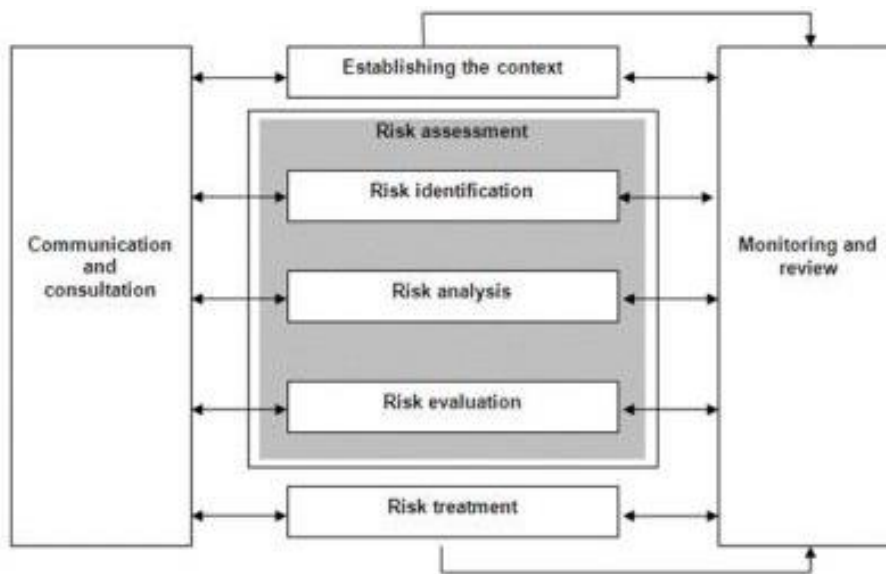 Establishing the context
Risk assessment
Risk identification
Communication
and
consultation
Monitoring and
review
Risk analysis
Risk evaluation
Risk treatment